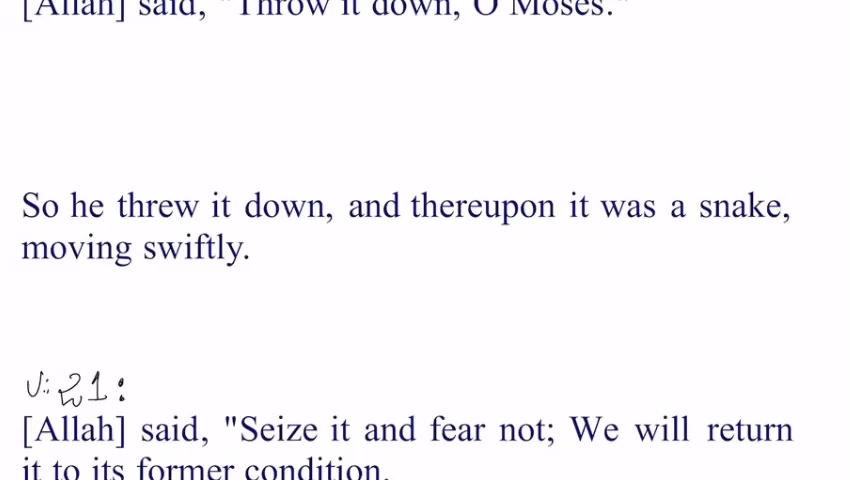 [Allah] said, "Throw it down, O Moses."
So he threw it down, and thereupon it was a snake,
moving swiftly.
v: 21:
[Allah] said, "Seize it and fear not; We will return
it to its former condition.